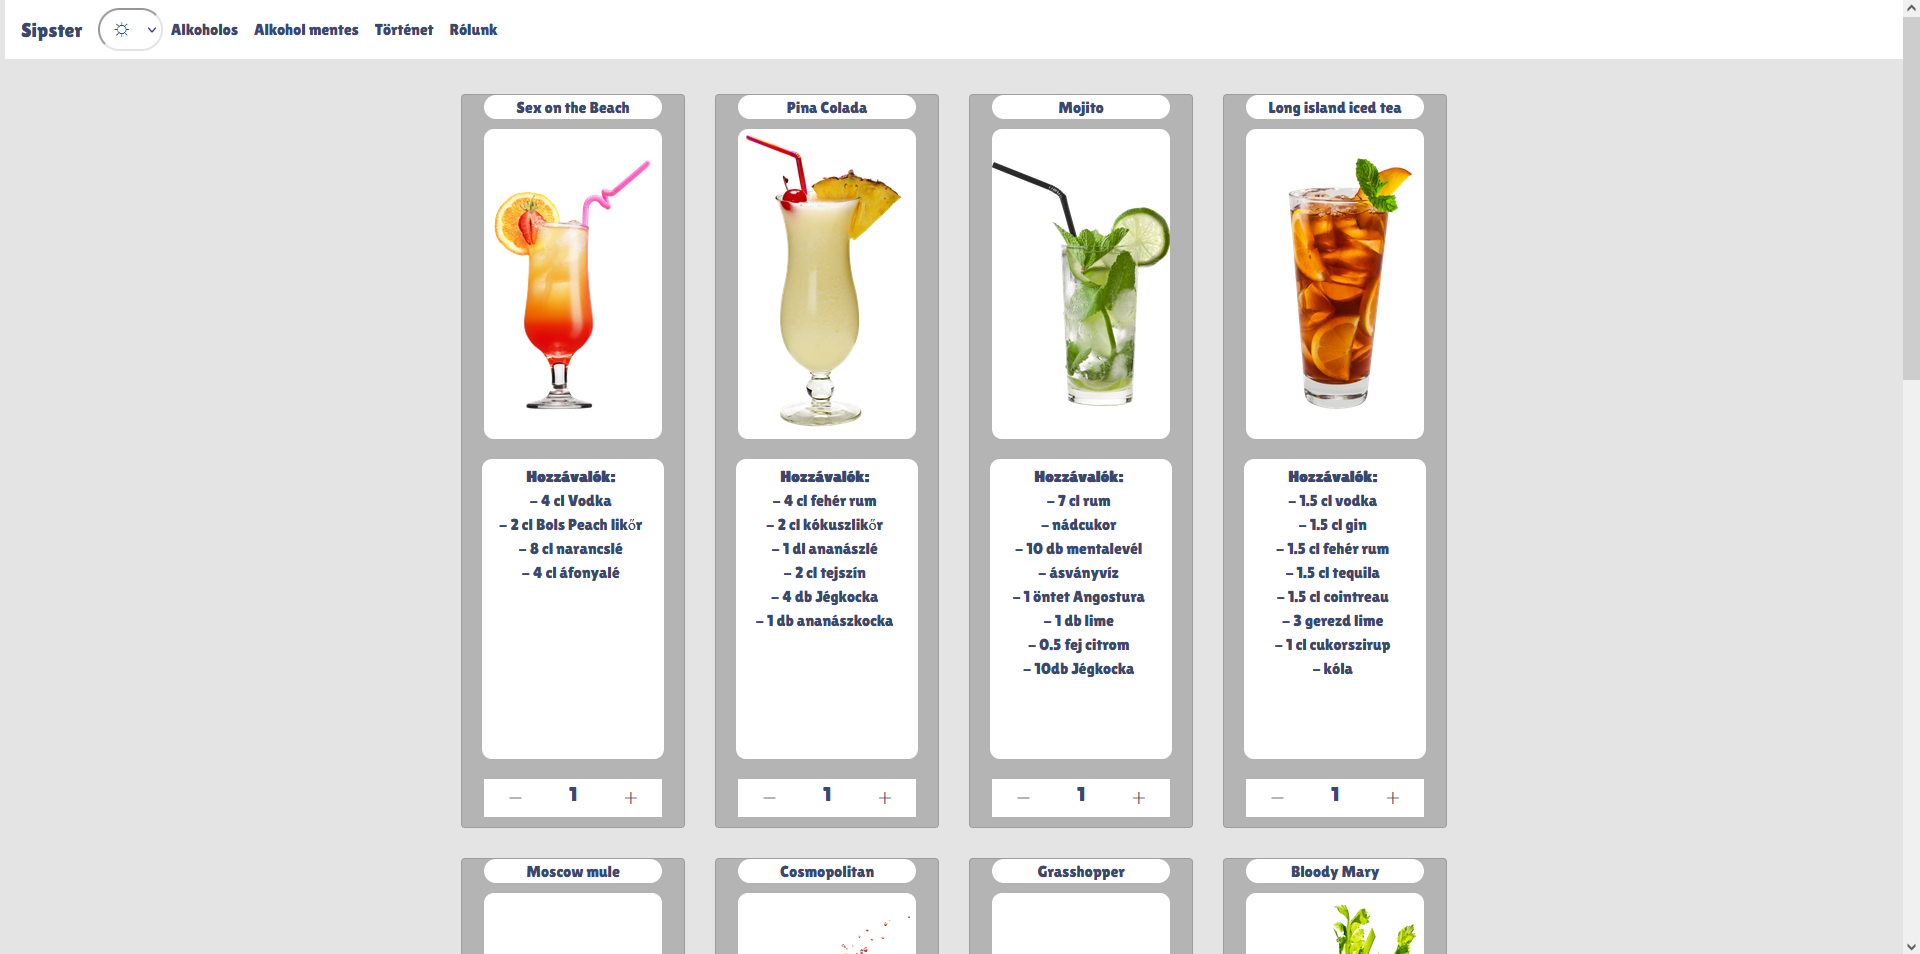 Sipster Alkoholos Alkohol mentes Történet Rólunk
Sex on the Beach
Hozzávalók:
– 4 cl Vodka
– 2 cl Bols Peach likőr
– 8 cl narancslé
– 4 cl áfonyalé
− 1 +
Pina Colada
Hozzávalók:
– 4 cl fehér rum
– 2 cl kókuszlikőr
– 1 dl ananászlé
– 2 cl tejszín
– 4 db Jégkocka
– 1 db ananászkocka
− 1 +
Mojito
Hozzávalók:
– 7 cl rum
– nádcukor
– 10 db mentalevél
– ásványvíz
– 1 öntet Angostura
– 1 db lime
– 0.5 fej citrom
– 10db Jégkocka
− 1 +
Long island iced tea
Hozzávalók:
– 1.5 cl vodka
– 1.5 cl gin
– 1.5 cl fehér rum
– 1.5 cl tequila
– 1.5 cl cointreau
– 3 gerezd lime
– 1 cl cukorszirup
– kóla
− 1 +
Moscow mule
Cosmopolitan
Grasshopper
Bloody Mary